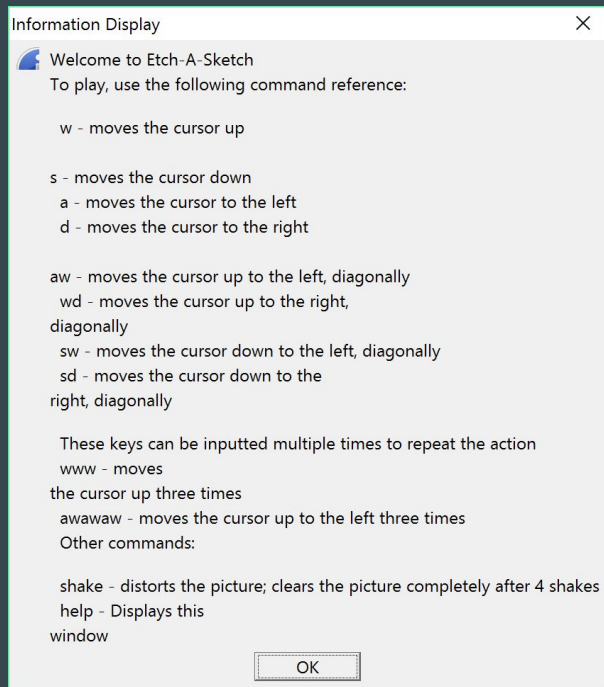 Information Display
Welcome to Etch-A-Sketch
To play, use the following command reference:
w - moves the cursor up
s - moves the cursor down
a - moves the cursor to the left
d - moves the cursor to the right
aw - moves the cursor up to the left, diagonally
wd - moves the cursor up to the right,
diagonally
sw - moves the cursor down to the left, diagonally
sd - moves the cursor down to the
right, diagonally
These keys can be inputted multiple times to repeat the action
www - moves
the cursor up three times
awawaw - moves the cursor up to the left three times
Other commands:
shake - distorts the picture; clears the picture completely after 4 shakes
help - Displays this
window
OK